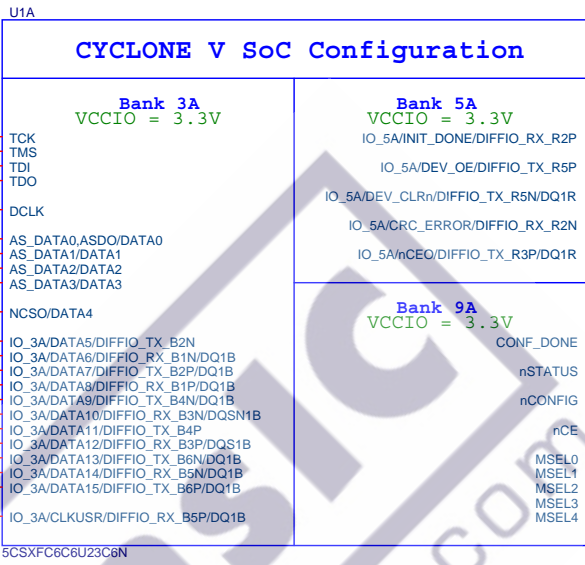 U1A
CYCLONE V SoC Configuration
Bank 3A
VCCIO = 3.3V
TCK
TMS
TDI
TDO
DCLK
AS_DATA0,ASDO/DATA0
AS_DATA1/DATA1
AS_DATA2/DATA2
AS_DATA3/DATA3
NCSO/DATA4
IO_3A/DATA5/DIFFIO_TX_B2N
IO_3A/DATA6/DIFFIO_RX_B1N/DQ1B
IO_3A/DATA7/DIFFIO_TX_B2P/DQ1B
IO_3A/DATA8/DIFFIO_RX_B1P/DQ1B
IO_3A/DATA9/DIFFIO_TX_B4N/DQ1B
IO_3A/DATA10/DIFFIO_RX_B3N/DQSN1B
IO_3A/DATA11/DIFFIO_TX_B4P
IO_3A/DATA12/DIFFIO_RX_B3P/DQS1B
IO_3A/DATA13/DIFFIO_TX_B6N/DQ1B
IO_3A/DATA14/DIFFIO_RX_B5N/DQ1B
IO_3A/DATA15/DIFFIO_TX_B6P/DQ1B
IO_3A/CLKUSR/DIFFIO_RX_B5P/DQ1B
Bank 5A
VCCIO = 3.3V
IO_5A/INIT_DONE/DIFFIO_RX_R2P
IO_5A/DEV_OE/DIFFIO_TX_R5P
IO_5A/DEV_CLRn/DIFFIO_TX_R5N/DQ1R
IO_5A/CRC_ERROR/DIFFIO_RX_R2N
IO_5A/nCEO/DIFFIO_TX_R3P/DQ1R
Bank 9A
VCCIO = 3.3V
CONF_DONE
nSTATUS
nCONFIG
nCE
MSEL0
MSEL1
MSEL2
MSEL3
MSEL4
5CSXFC6C6U23C6N
sic
com